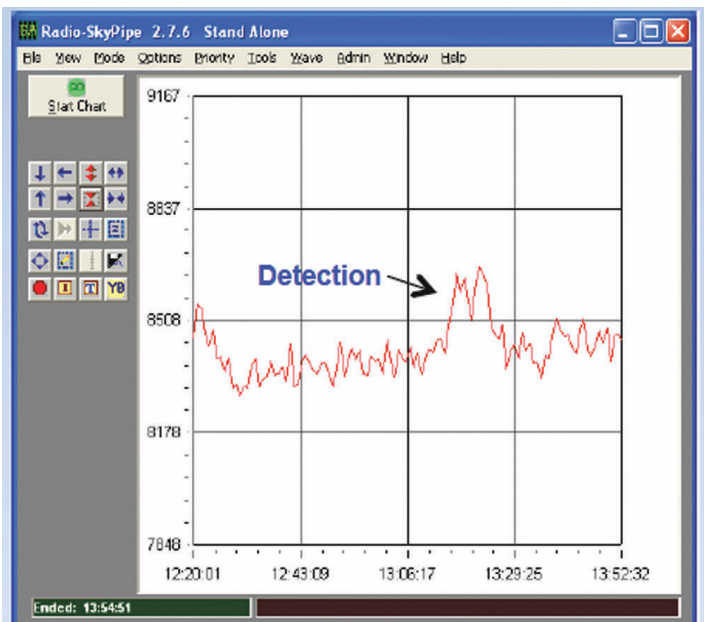 Radio-SkyPipe 2.7.6 Stand Alone
File View Mode Options Priority Tools Wave Admin Window Help
GO
Start Chart
I T Y0
9167
8837
8508
8178
7848
Detection
12:20:01 12:43:09 13:06:17 13:29:25 13:52:32
Ended: 13:54:51